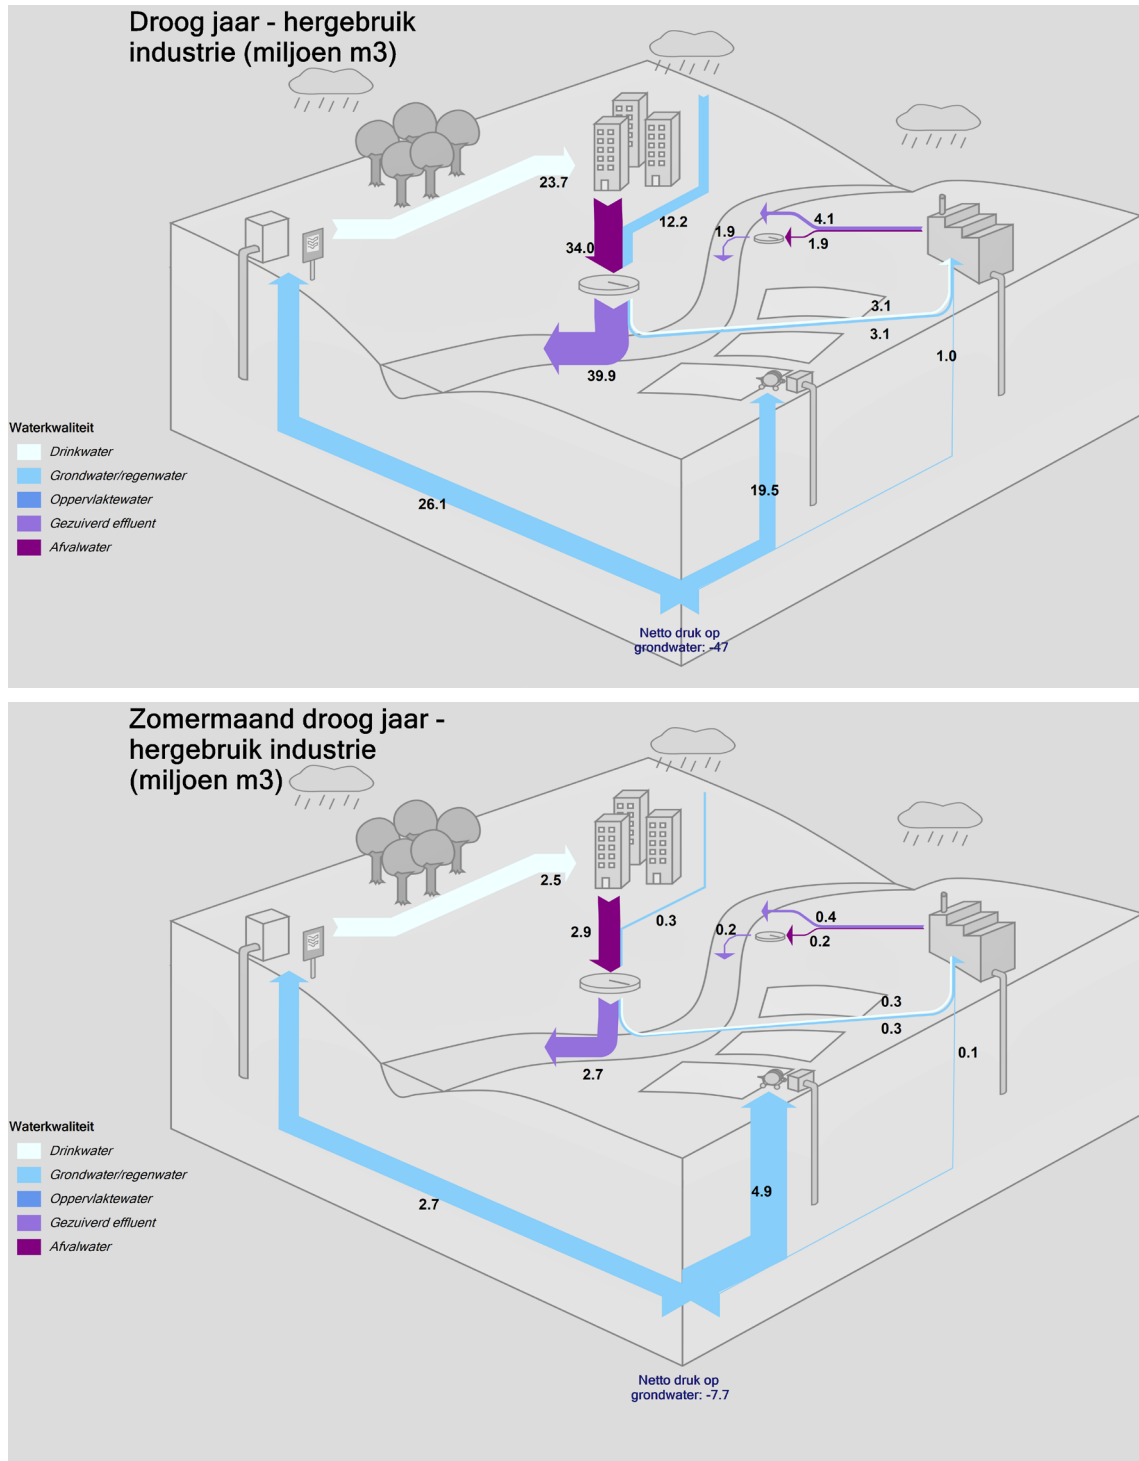 Droog jaar - hergebruik
industrie (miljoen m3)
23.7
12.2
34.0
4.1
1.9
1.9
3.1
3.1
1.0
39.9
Waterkwaliteit
Drinkwater
Grondwater/regenwater
Oppervlaktewater
Gezuiverd effluent
Afvalwater
26.1
19.5
Netto druk op
grondwater: -47
Zomermaand droog jaar -
hergebruik industrie
(miljoen m3)
2.5
0.3
2.9
0.4
0.2
0.2
0.3
0.3
0.1
2.7
Waterkwaliteit
Drinkwater
Grondwater/regenwater
Oppervlaktewater
Gezuiverd effluent
Afvalwater
2.7
4.9
Netto druk op
grondwater: -7.7